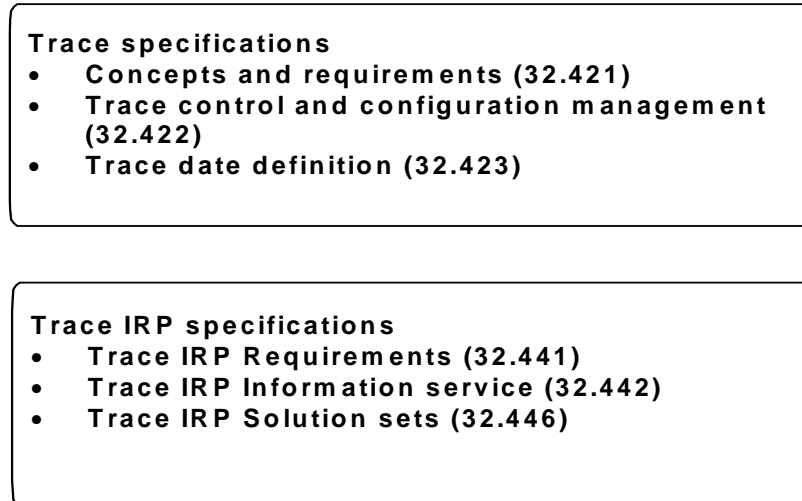 Trace specifications
• Concepts and requirements (32.421)
• Trace control and configuration management
(32.422)
• Trace date definition (32.423)
Trace IRP specifications
• Trace IRP Requirements (32.441)
• Trace IRP Information service (32.442)
• Trace IRP Solution sets (32.446)